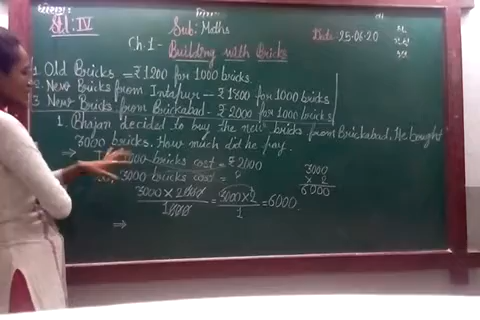 Std: IV
Sub: Maths
Date: 25-06-20
Ch.1- Building with Bricks
1. Old Bricks = ₹1200 for 1000 bricks
2. New Bricks from Intapur - ₹1800 for 1000 bricks
3 New Bricks from Brickabad - ₹2000 for 1000 bricks
1. Bhajan decided to buy the new bricks from Brickabad. He bought
3000 bricks. How much did he pay.
⇒ 1000 bricks cost = ₹2000
3000 bricks cost = ?
3000 × 2000 / 1000 = 3000 × 2 / 1 = 6000
3000
× 2
6000
⇒